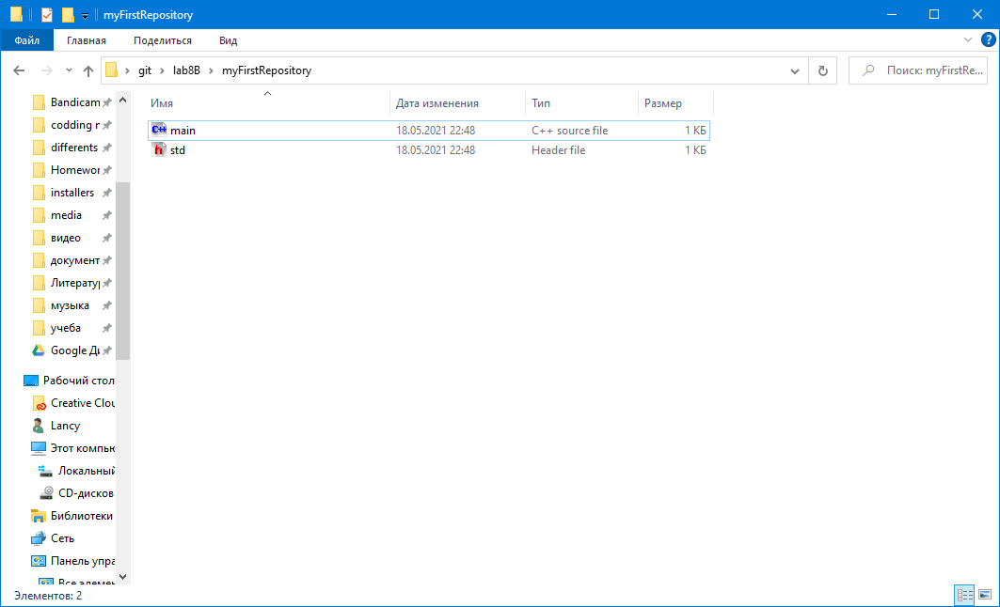 myFirstRepository
Файл Главная Поделиться Вид
git › lab8B › myFirstRepository
Поиск: myFirstRe...
Имя Дата изменения Тип Размер
main 18.05.2021 22:48 C++ source file 1 КБ
std 18.05.2021 22:48 Header file 1 КБ
Bandicam
codding r
differents
Homewor
installers
media
видео
документ
Литератур
музыка
учеба
Google Ди
Рабочий стол
Creative Clou
Lancy
Этот компью
Локальный
CD-дисков
Библиотеки
Сеть
Панель упра
Все элемен
Элементов: 2